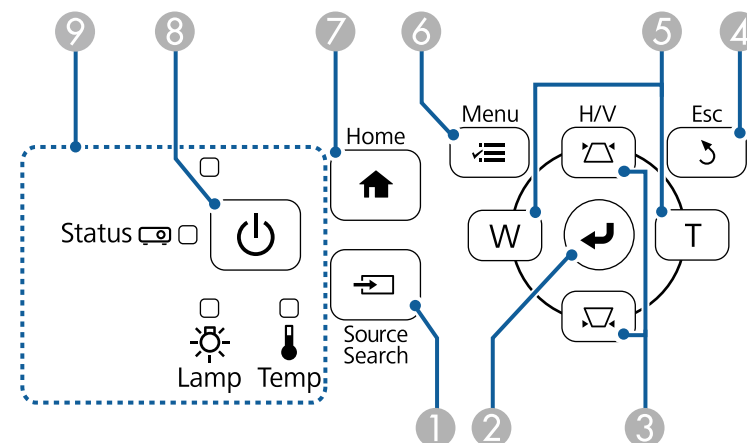 9 8 7 6 5 4
Menu H/V Esc
Home
W T
Status
Source
Search
Lamp Temp
1 2 3